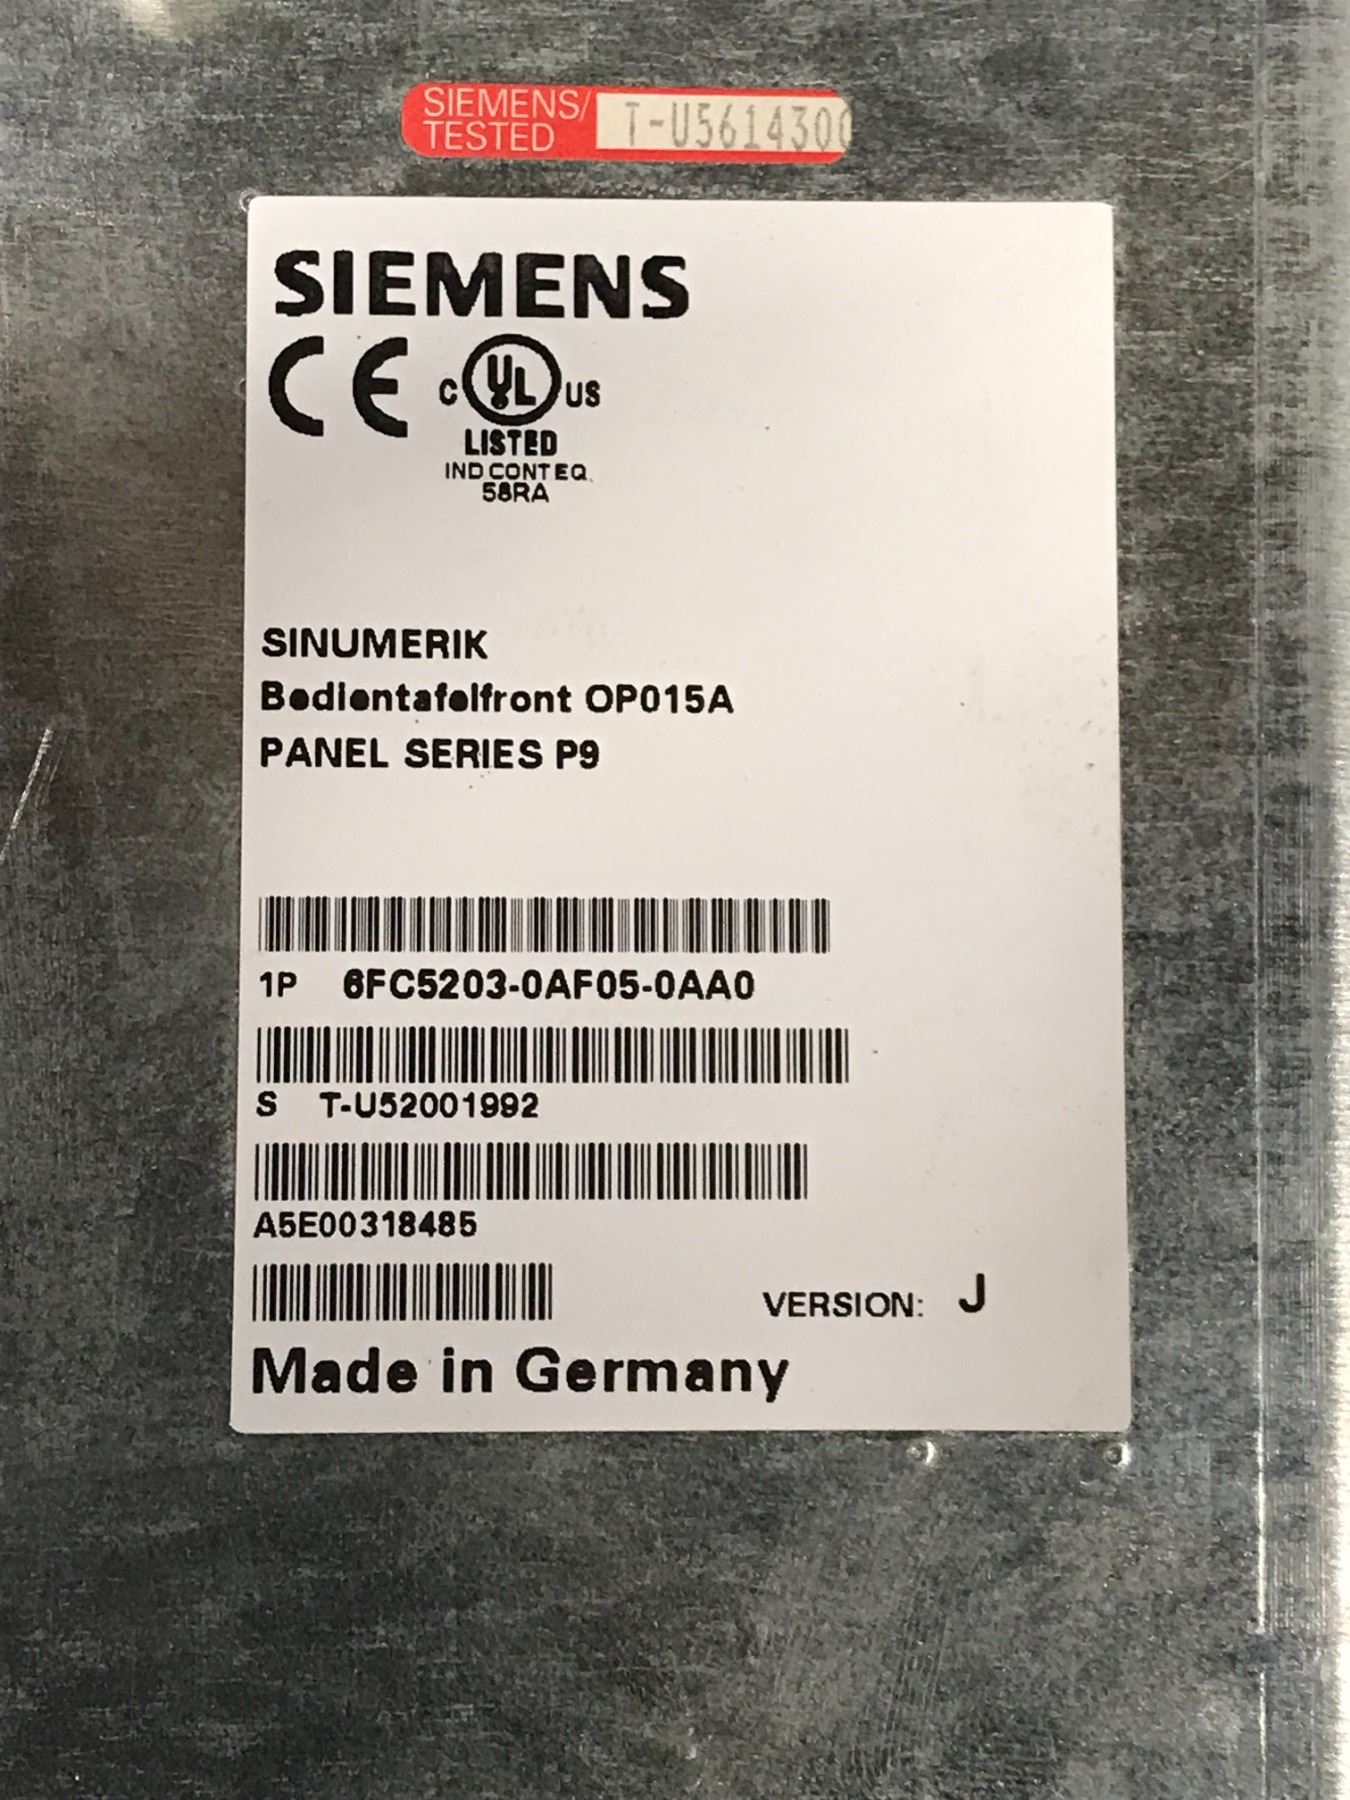 SIEMENS/
TESTED
T-U561430
SIEMENS
CE
C UL US
LISTED
IND CONT EQ.
58RA
SINUMERIK
Bedientafelfront OP015A
PANEL SERIES P9
1P 6FC5203-0AF05-0AA0
S T-U52001992
A5E00318485
VERSION: J
Made in Germany